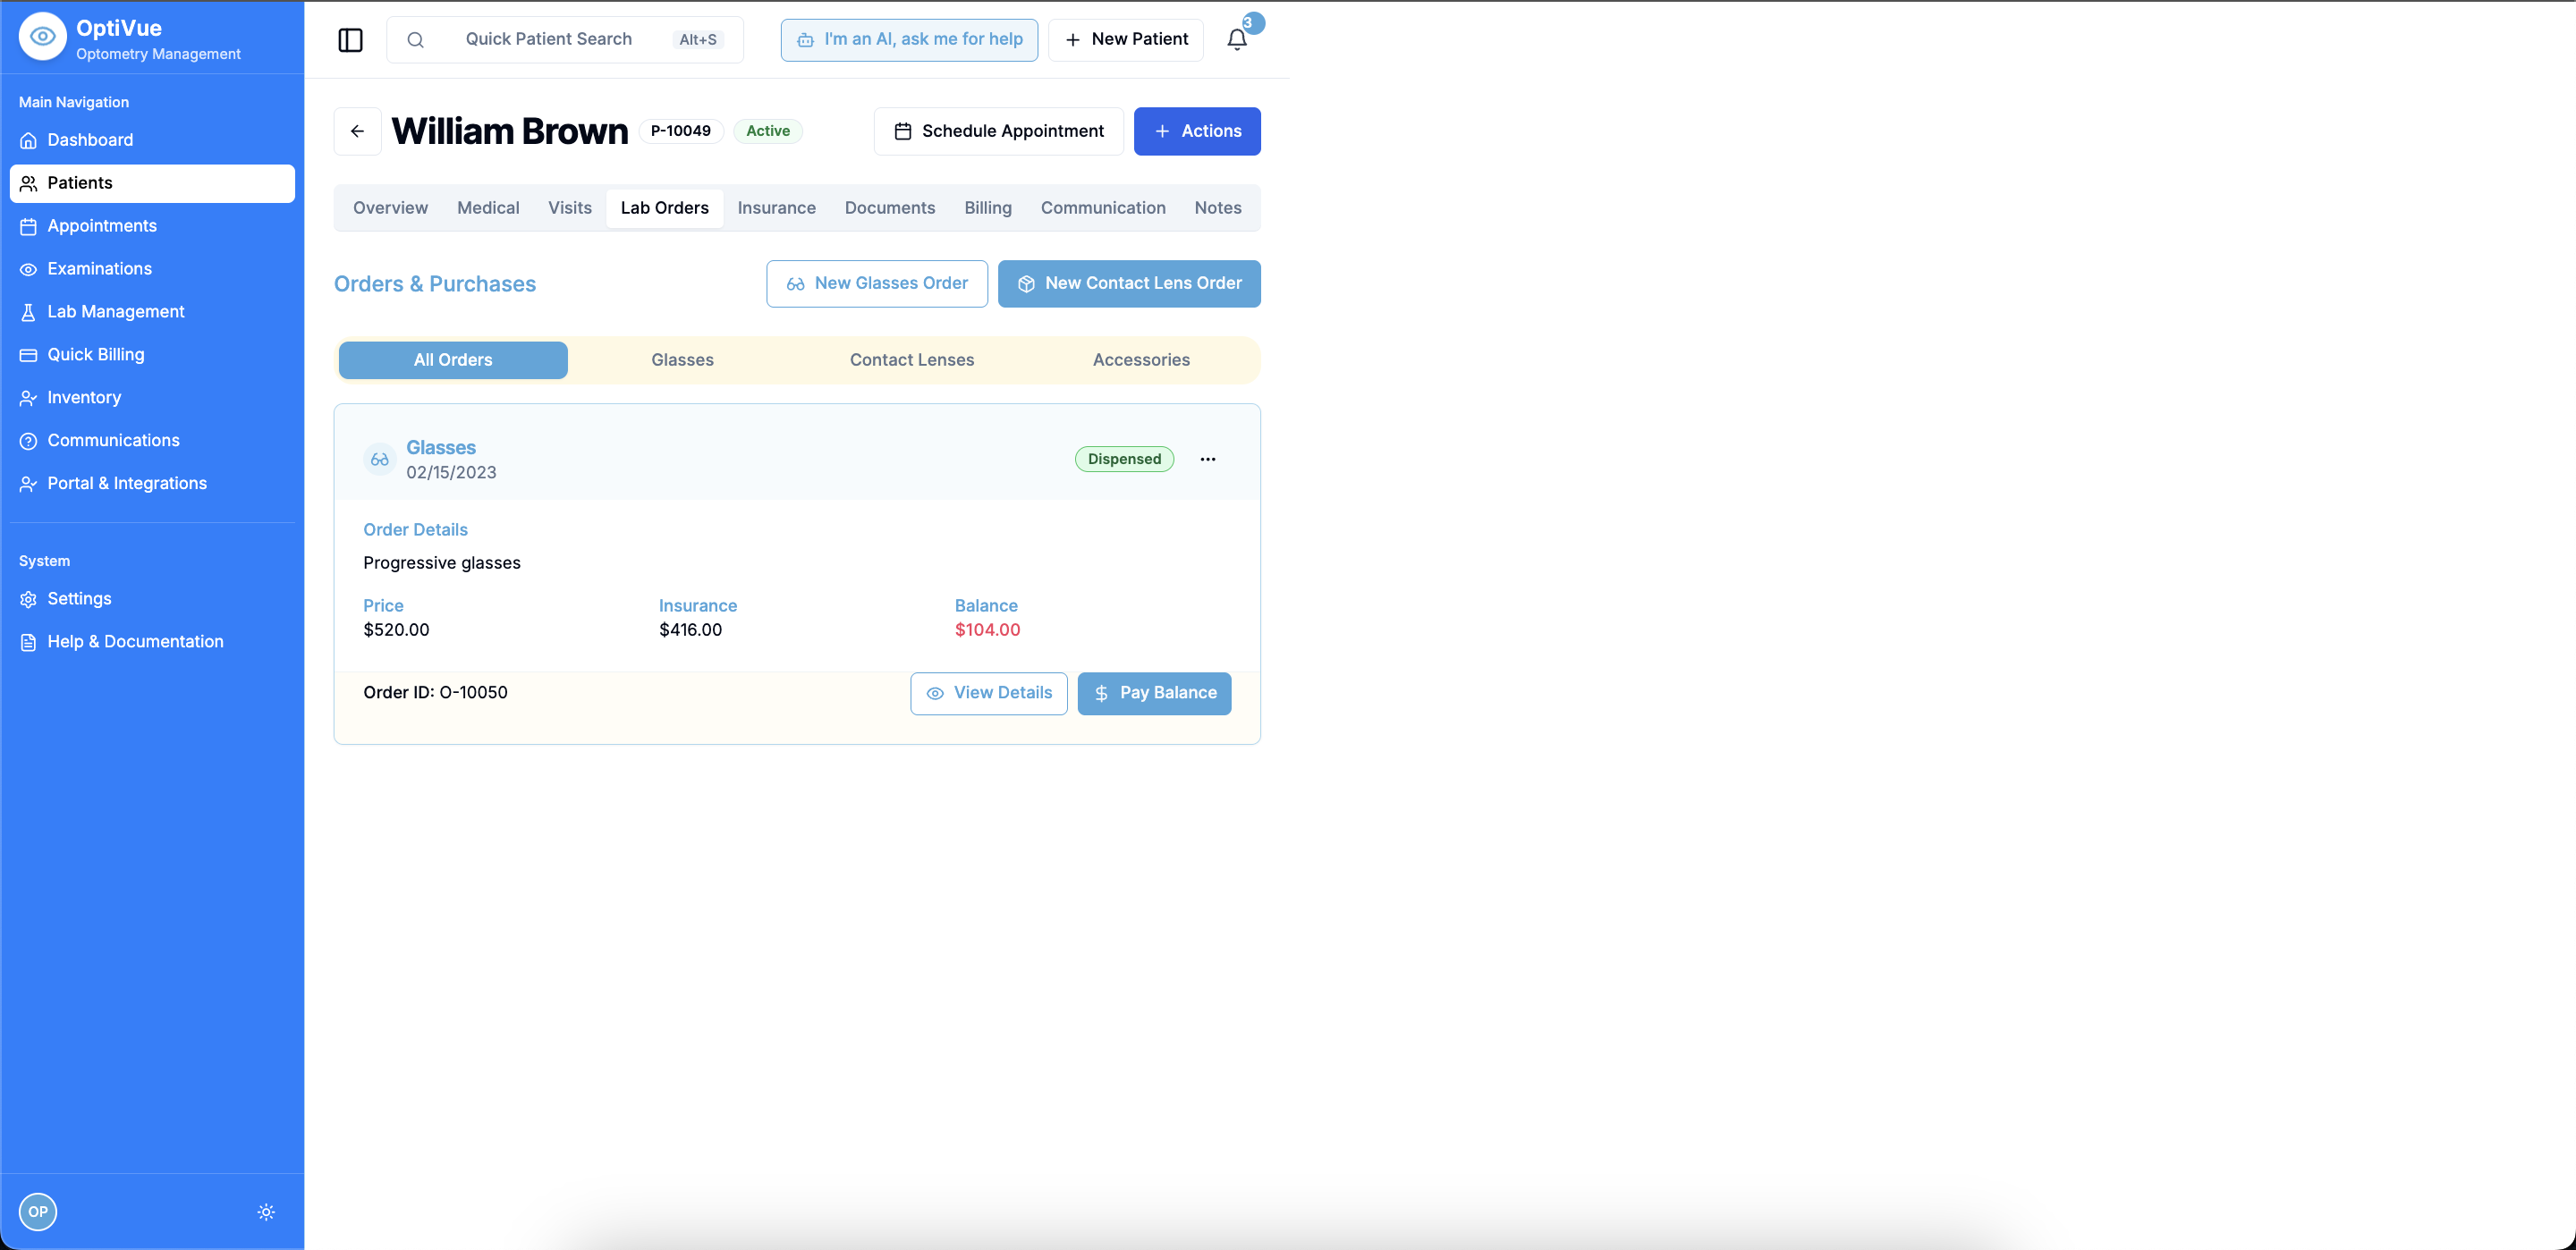 OptiVue
Optometry Management
Main Navigation
Dashboard
Patients
Appointments
Examinations
Lab Management
Quick Billing
Inventory
Communications
Portal & Integrations
System
Settings
Help & Documentation
OP
Quick Patient Search Alt+S
I'm an AI, ask me for help
New Patient
3
William Brown P-10049 Active
Schedule Appointment
Actions
Overview Medical Visits Lab Orders Insurance Documents Billing Communication Notes
Orders & Purchases
New Glasses Order
New Contact Lens Order
All Orders Glasses Contact Lenses Accessories
Glasses
02/15/2023
Dispensed
Order Details
Progressive glasses
Price Insurance Balance
$520.00 $416.00 $104.00
Order ID: O-10050
View Details
Pay Balance